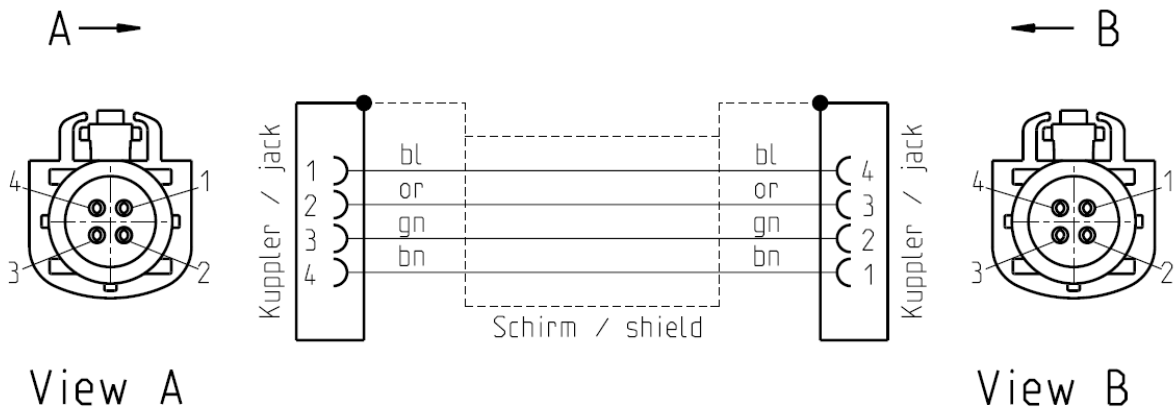 A
B
4
1
3
2
Kuppler / jack
1 bl bl 4
2 or or 3
3 gn gn 2
4 bn bn 1
Kuppler / jack
Schirm / shield
4
1
3
2
View A
View B